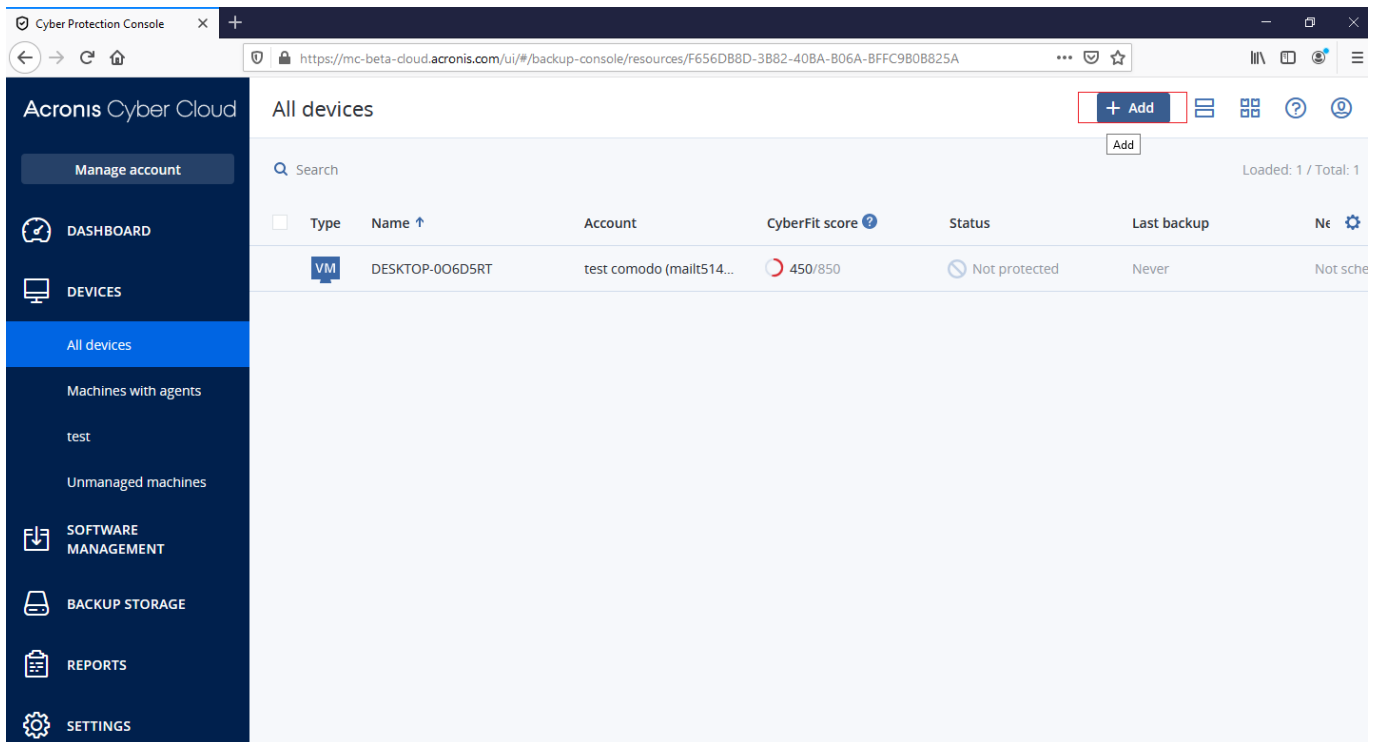 Cyber Protection Console
https://mc-beta-cloud.acronis.com/ui/#/backup-console/resources/F656DB8D-3B82-40BA-B06A-BFFC9B0B825A
Acronis Cyber Cloud
All devices
+ Add
Add
Manage account
Search
Loaded: 1 / Total: 1
Type Name Account CyberFit score Status Last backup Ne
VM DESKTOP-0O6D5RT test comodo (mailt514... 450/850 Not protected Never Not sche
DASHBOARD
DEVICES
All devices
Machines with agents
test
Unmanaged machines
SOFTWARE
MANAGEMENT
BACKUP STORAGE
REPORTS
SETTINGS